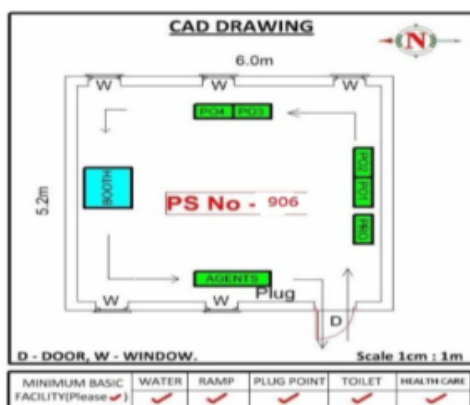 CAD DRAWING
N
6.0m
W W W
PO4 PO3
5.2m
BOOTH
PO2
PO1
PS No - 906
PRO
AGENTS
Plug
W W
D
D - DOOR, W - WINDOW. Scale 1cm : 1m
MINIMUM BASIC FACILITY(Please ✓) WATER RAMP PLUG POINT TOILET HEALTH CARE
✓ ✓ ✓ ✓ ✓